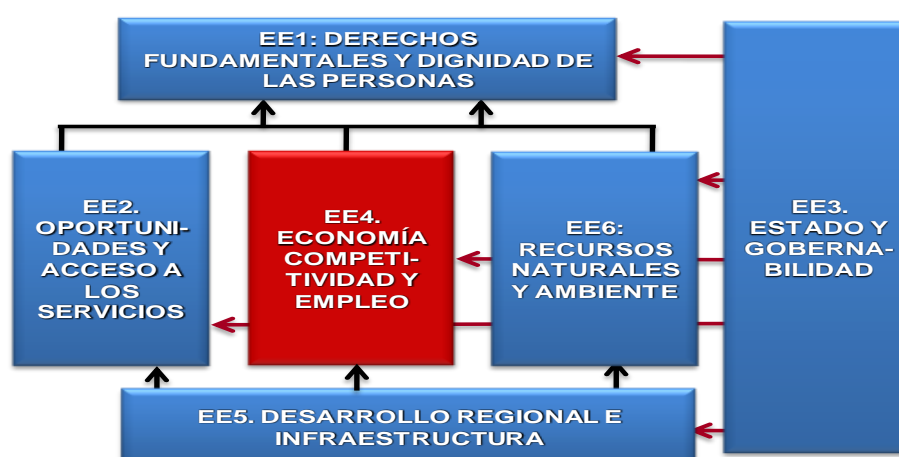 EE1: DERECHOS
FUNDAMENTALES Y DIGNIDAD DE
LAS PERSONAS
EE2.
OPORTUNI-
DADES Y
ACCESO A
LOS
SERVICIOS
EE4.
ECONOMÍA
COMPETI-
TIVIDAD Y
EMPLEO
EE6:
RECURSOS
NATURALES
Y AMBIENTE
EE3.
ESTADO Y
GOBERNA-
BILIDAD
EE5. DESARROLLO REGIONAL E
INFRAESTRUCTURA